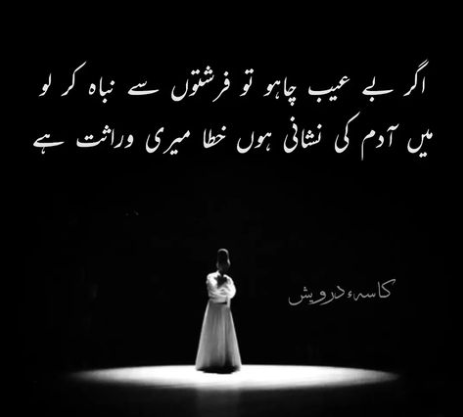 اگر بے عیب چاہو تو فرشتوں سے نباہ کر لو
میں آدم کی نشانی ہوں خطا میری وراثت ہے
کاسہء درویش